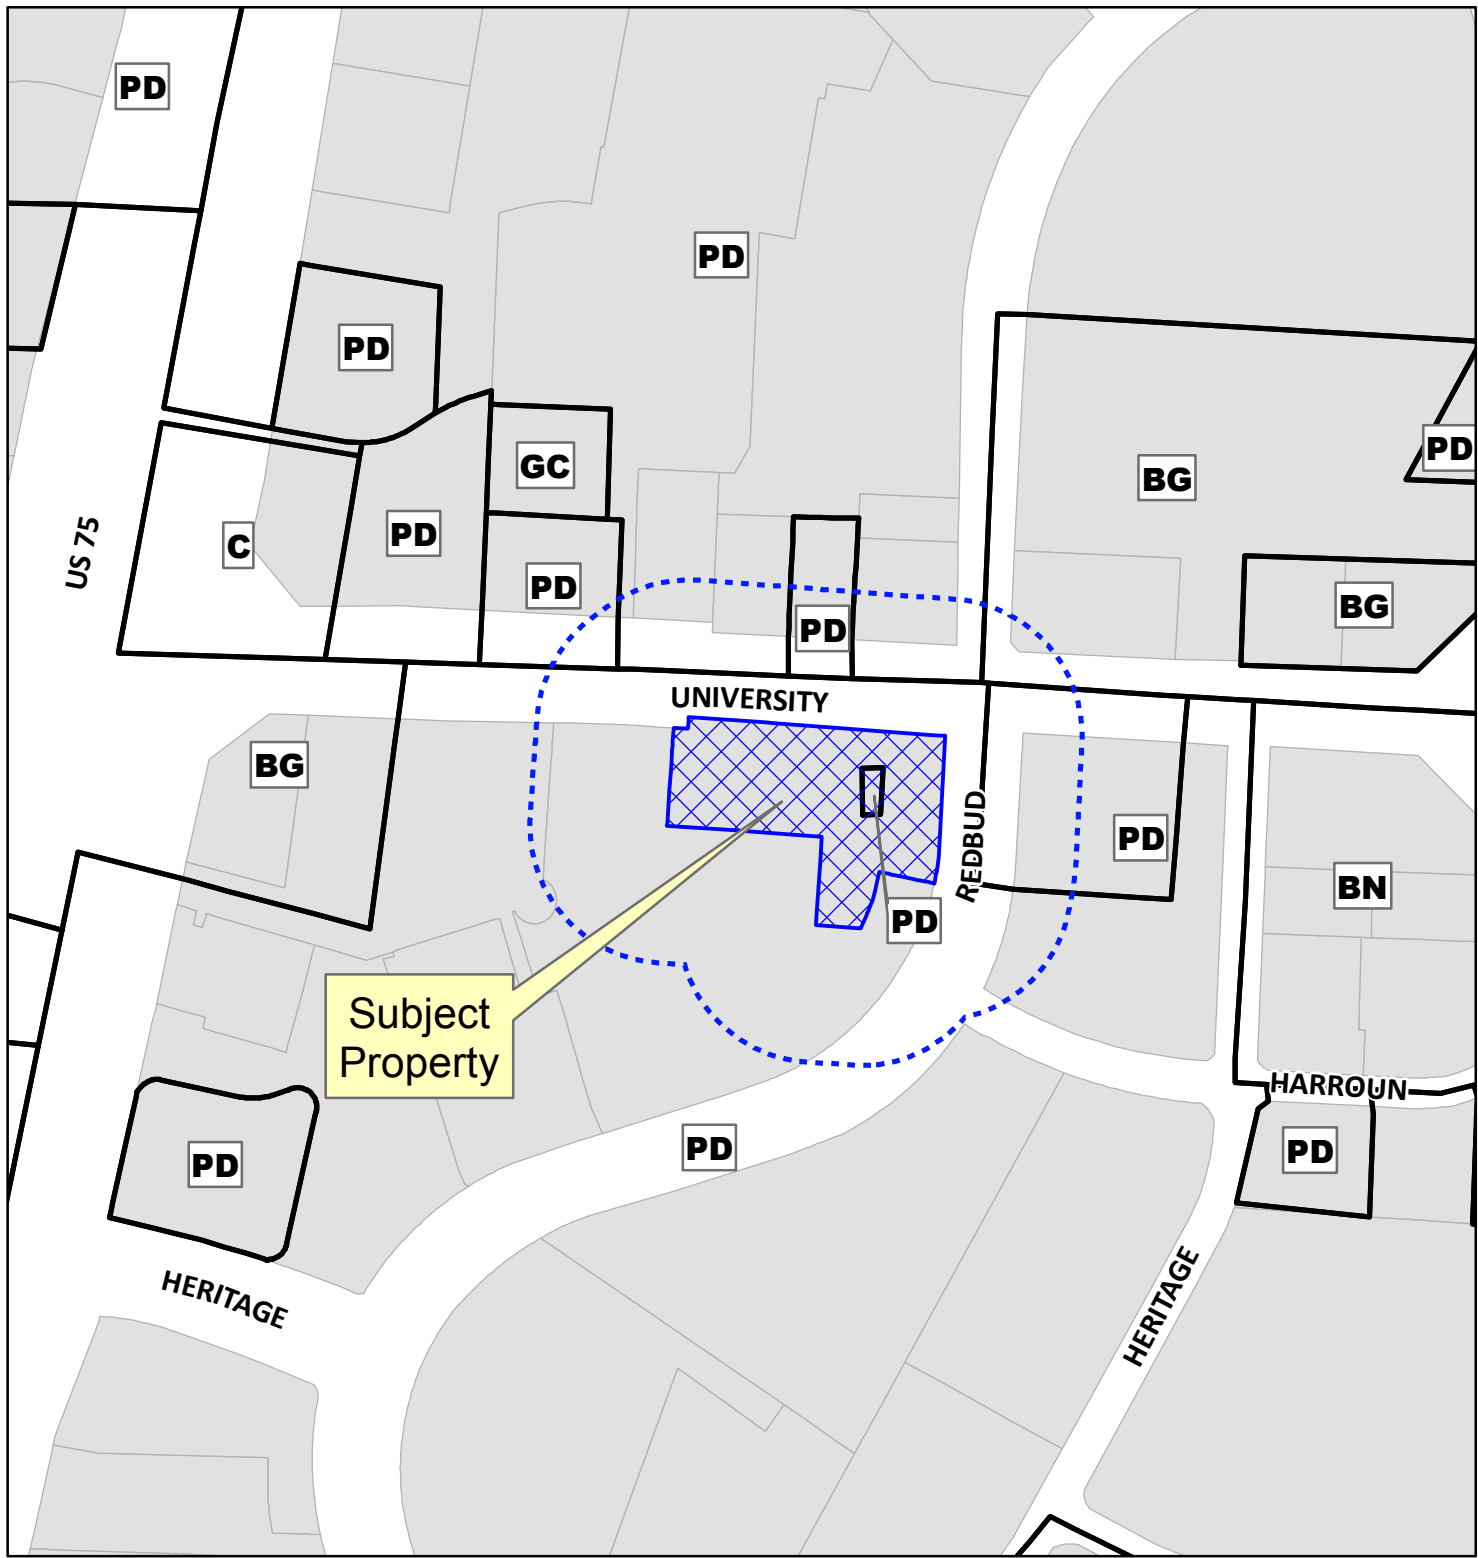 PD
PD
PD
GC
PD
BG
PD
US 75
C
PD
PD
BG
PD
UNIVERSITY
BG
REDBUD
PD
BN
PD
Subject
Property
HARROUN
PD
PD
PD
HERITAGE
HERITAGE